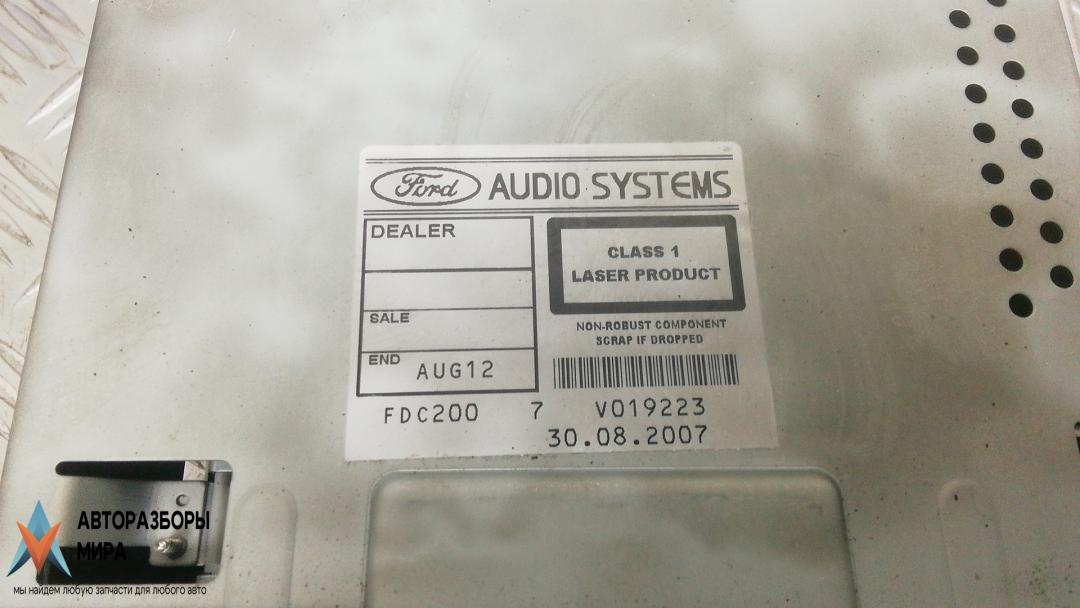 Ford AUDIO SYSTEMS
DEALER
SALE
END AUG12
CLASS 1
LASER PRODUCT
NON-ROBUST COMPONENT
SCRAP IF DROPPED
FDC200 7 V019223
30.08.2007
АВТОРАЗБОРЫ
МИРА
мы найдем любую запчасти для любого авто